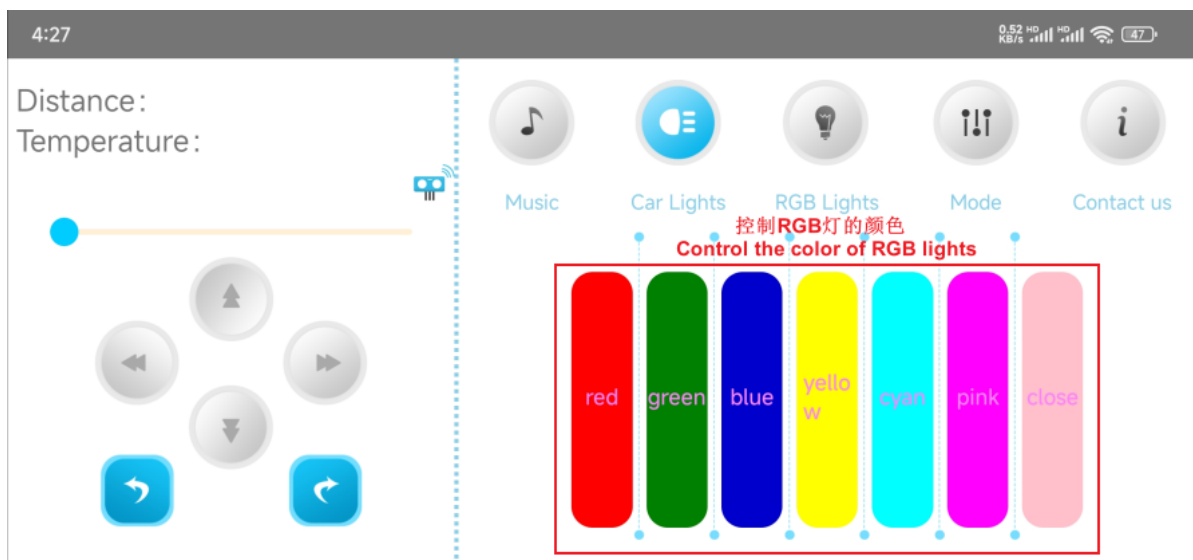 4:27
0.52 KB/s HD HD 47
Distance:
Temperature:
Music
Car Lights
RGB Lights
Mode
Contact us
控制RGB灯的颜色
Control the color of RGB lights
red
green
blue
yello
w
cyan
pink
close